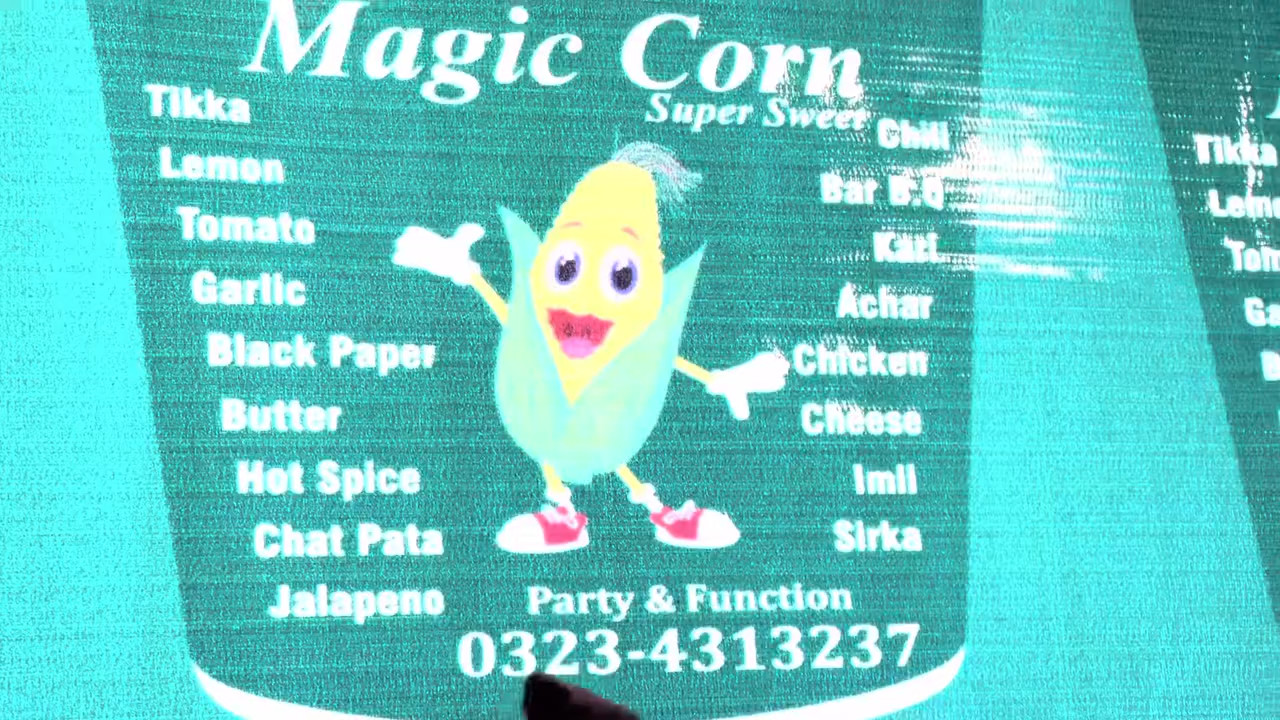 Magic Corn
Super Sweet
Tikka
Lemon
Tomato
Garlic
Black Paper
Butter
Hot Spice
Chat Pata
Jalapeno
Chili
Bar B.Q
Achar
Chicken
Cheese
Imli
Sirka
Party & Function
0323-4313237
Tikka